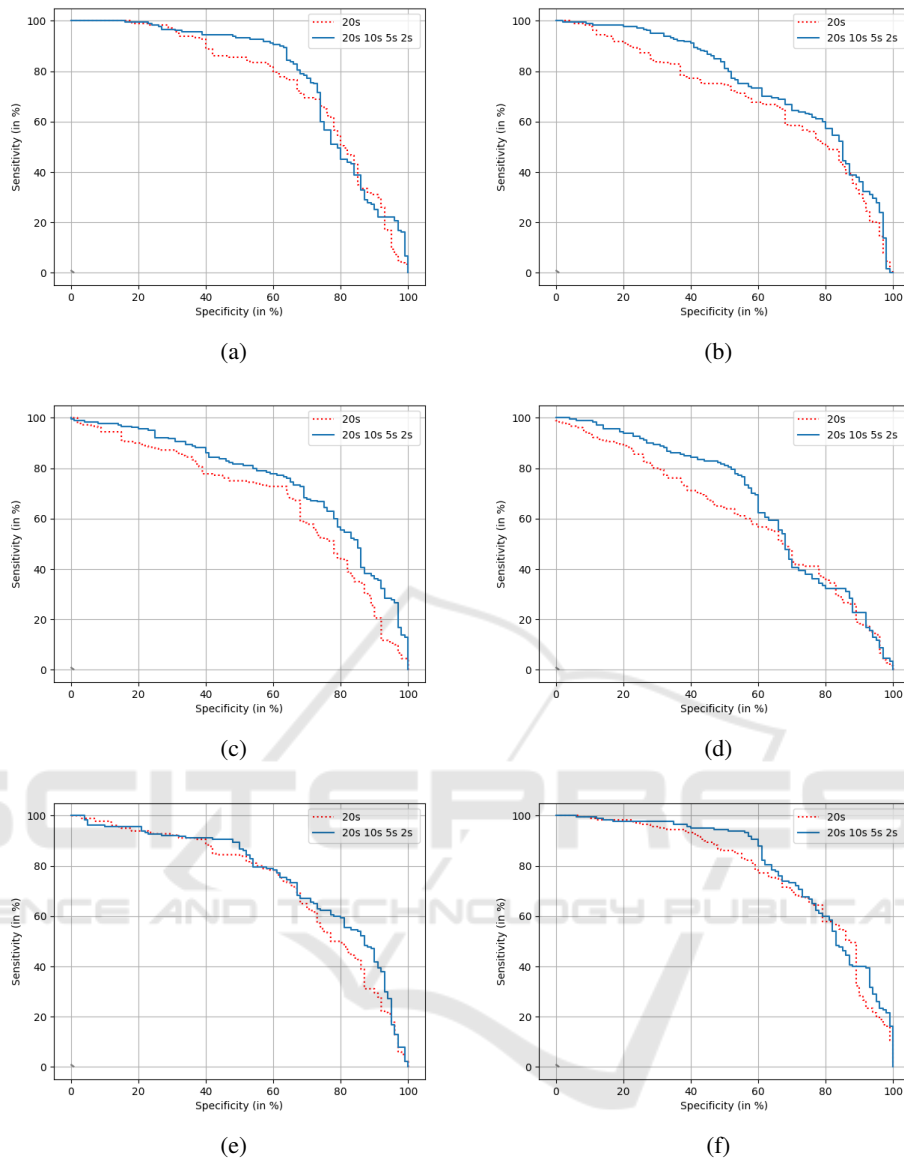 100
80
60
40
20
0
Sensitivity (in %)
0 20 40 60 80 100
Specificity (in %)
20s
20s 10s 5s 2s
(a)
100
80
60
40
20
0
Sensitivity (in %)
0 20 40 60 80 100
Specificity (in %)
20s
20s 10s 5s 2s
(b)
100
80
60
40
20
0
Sensitivity (in %)
0 20 40 60 80 100
Specificity (in %)
20s
20s 10s 5s 2s
(c)
100
80
60
40
20
0
Sensitivity (in %)
0 20 40 60 80 100
Specificity (in %)
20s
20s 10s 5s 2s
(d)
100
80
60
40
20
0
Sensitivity (in %)
0 20 40 60 80 100
Specificity (in %)
20s
20s 10s 5s 2s
(e)
100
80
60
40
20
0
Sensitivity (in %)
0 20 40 60 80 100
Specificity (in %)
20s
20s 10s 5s 2s
(f)
SCITEPRES
AND TECHNOLOGY